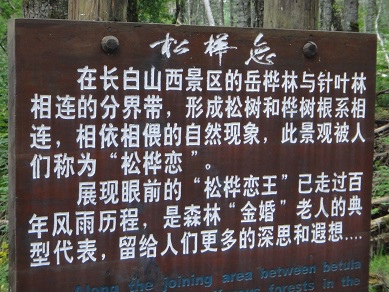 松桦恋
在长白山西景区的岳桦林与针叶林
相连的分界带，形成松树和桦树根系相
连，相依相偎的自然现象，此景观被人
们称为“松桦恋”。
展现眼前的“松桦恋王”已走过百
年风雨历程，是森林“金婚”老人的典
型代表，留给人们更多的深思和遐想....
Along the joining area between betula
forests in the